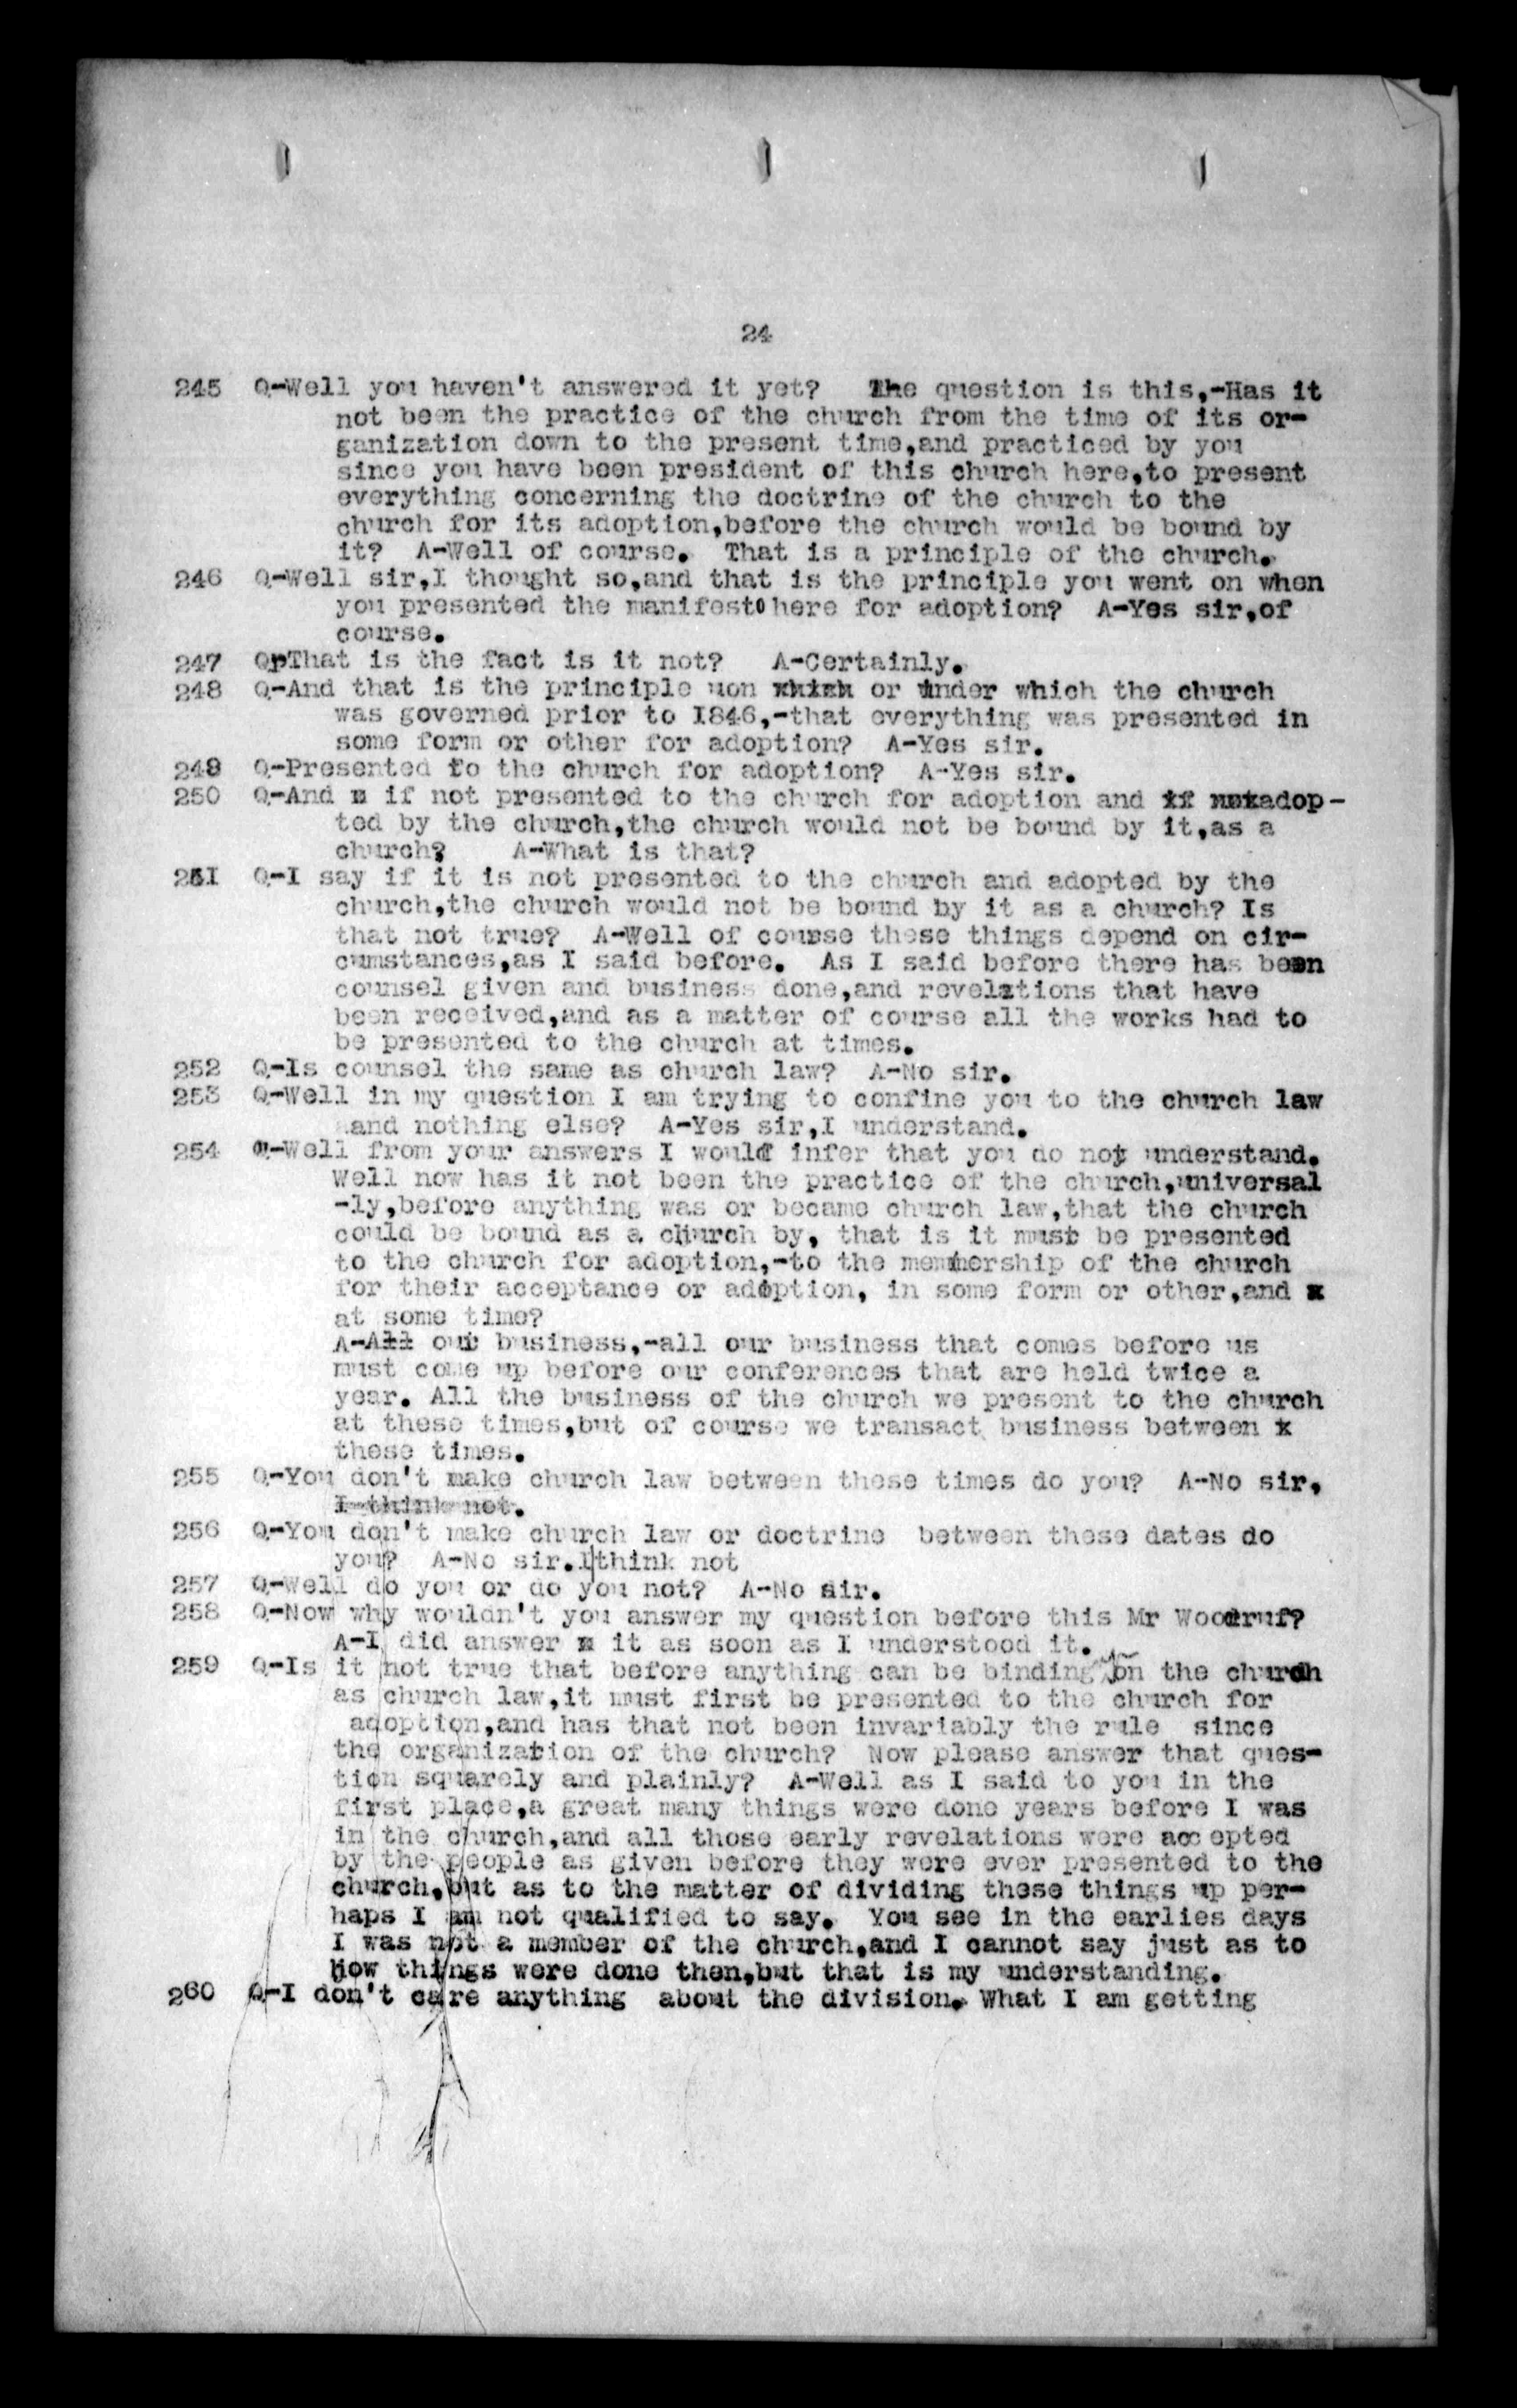 24
245 Q-Well you haven't answered it yet? The question is this,-Has it
not been the practice of the church from the time of its or-
ganization down to the present time,and practiced by you
since you have been president of this church here,to present
everything concerning the doctrine of the church to the
church for its adoption,before the church would be bound by
it? A-Well of course. That is a principle of the church.
246 Q-Well sir,I thought so,and that is the principle you went on when
you presented the manifesto here for adoption? A-Yes sir,of
course.
247 Q-That is the fact is it not? A-Certainly.
248 Q-And that is the principle uon which or under which the church
was governed prior to 1846,-that everything was presented in
some form or other for adoption? A-Yes sir.
249 Q-Presented to the church for adoption? A-Yes sir.
250 Q-And if not presented to the church for adoption and if not adop-
ted by the church,the church would not be bound by it,as a
church? A-What is that?
251 Q-I say if it is not presented to the church and adopted by the
church,the church would not be bound by it as a church? Is
that not true? A-Well of course these things depend on cir-
cumstances,as I said before. As I said before there has been
counsel given and business done,and revelations that have
been received,and as a matter of course all the works had to
be presented to the church at times.
252 Q-Is counsel the same as church law? A-No sir.
253 Q-Well in my question I am trying to confine you to the church law
and nothing else? A-Yes sir,I understand.
254 Q-Well from your answers I would infer that you do not understand.
Well now has it not been the practice of the church,universal
-ly,before anything was or became church law,that the church
could be bound as a church by, that is it must be presented
to the church for adoption,-to the memmership of the church
for their acceptance or adoption, in some form or other,and x
at some time?
A-All our business,-all our business that comes before us
must come up before our conferences that are held twice a
year. All the business of the church we present to the church
at these times,but of course we transact business between x
these times.
255 Q-You don't make church law between these times do you? A-No sir,
I think not.
256 Q-You don't make church law or doctrine between these dates do
you? A-No sir.I think not
257 Q-Well do you or do you not? A-No sir.
258 Q-Now why wouldn't you answer my question before this Mr Woodruf?
A-I did answer it as soon as I understood it.
259 Q-Is it not true that before anything can be binding upon the church
as church law,it must first be presented to the church for
adoption,and has that not been invariably the rule since
the organization of the church? Now please answer that ques-
tion squarely and plainly? A-Well as I said to you in the
first place,a great many things were done years before I was
in the church,and all those early revelations were accepted
by the people as given before they were ever presented to the
church,but as to the matter of dividing these things up per-
haps I am not qualified to say. You see in the earlies days
I was not a member of the church,and I cannot say just as to
how things were done then,but that is my understanding.
260 Q-I don't care anything about the division. What I am getting